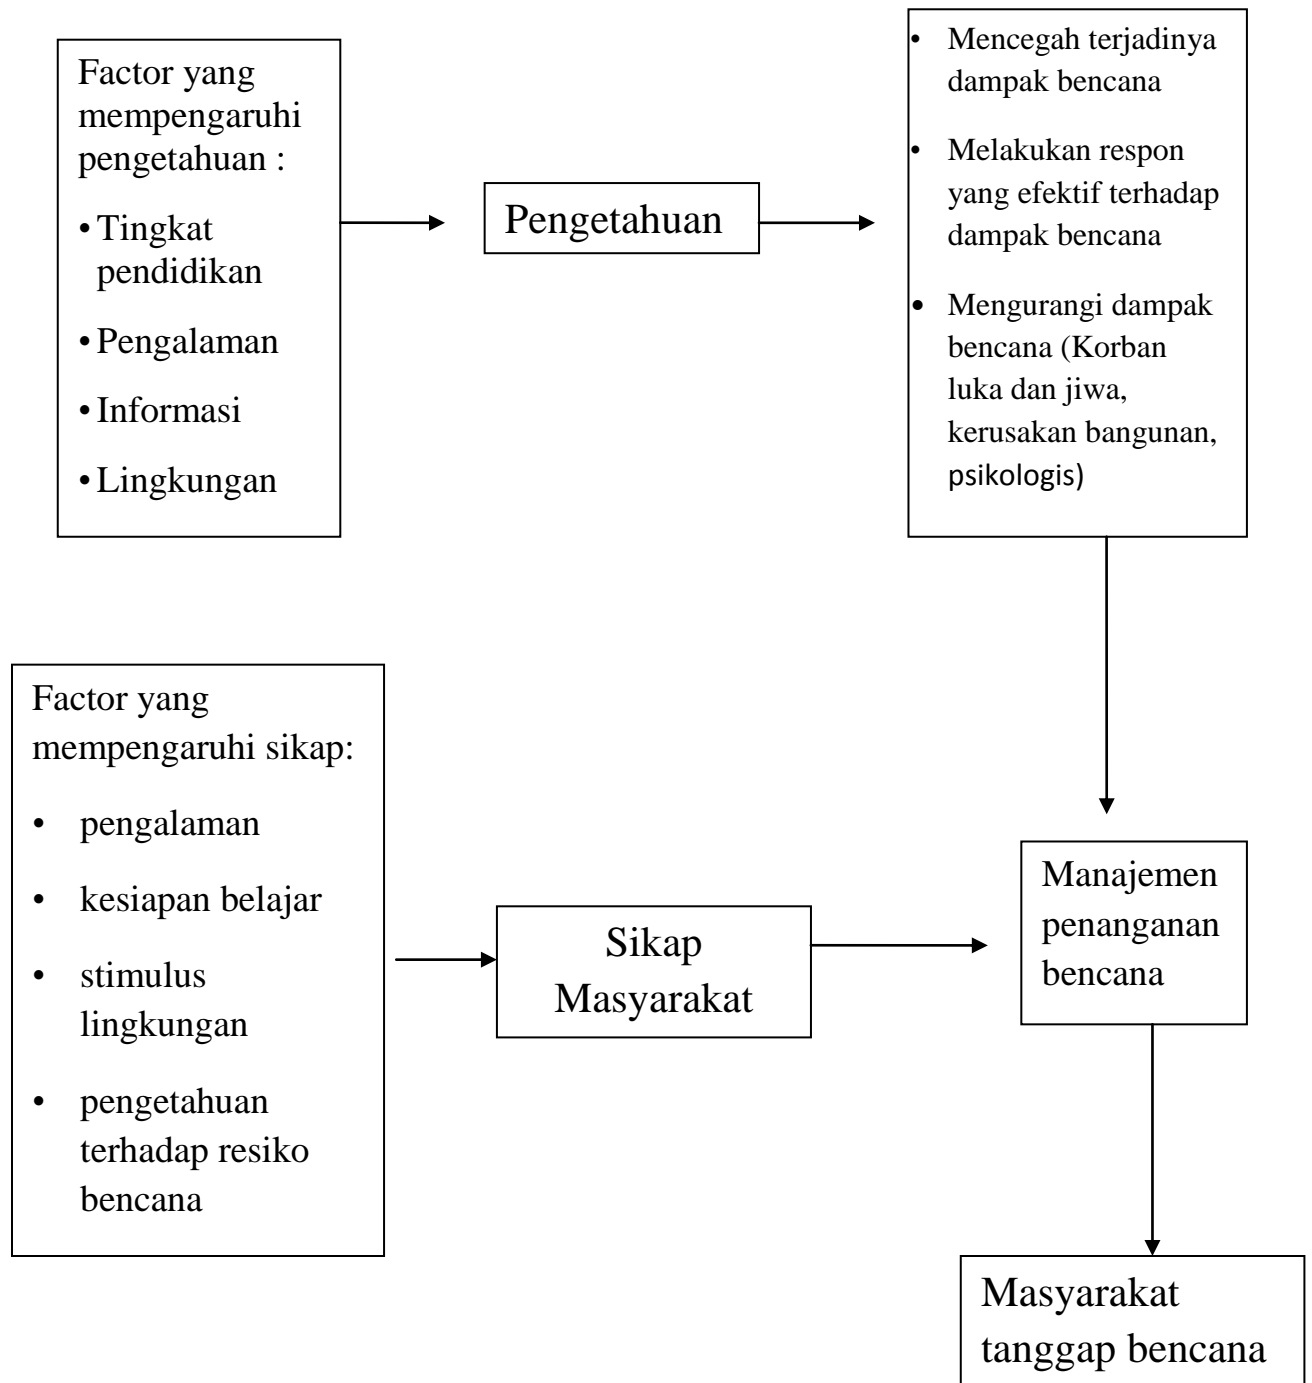 Factor yang
mempengaruhi
pengetahuan :
• Tingkat
pendidikan
• Pengalaman
• Informasi
• Lingkungan
Pengetahuan
• Mencegah terjadinya
dampak bencana
• Melakukan respon
yang efektif terhadap
dampak bencana
• Mengurangi dampak
bencana (Korban
luka dan jiwa,
kerusakan bangunan,
psikologis)
Factor yang
mempengaruhi sikap:
• pengalaman
• kesiapan belajar
• stimulus
lingkungan
• pengetahuan
terhadap resiko
bencana
Sikap
Masyarakat
Manajemen
penanganan
bencana
Masyarakat
tanggap bencana